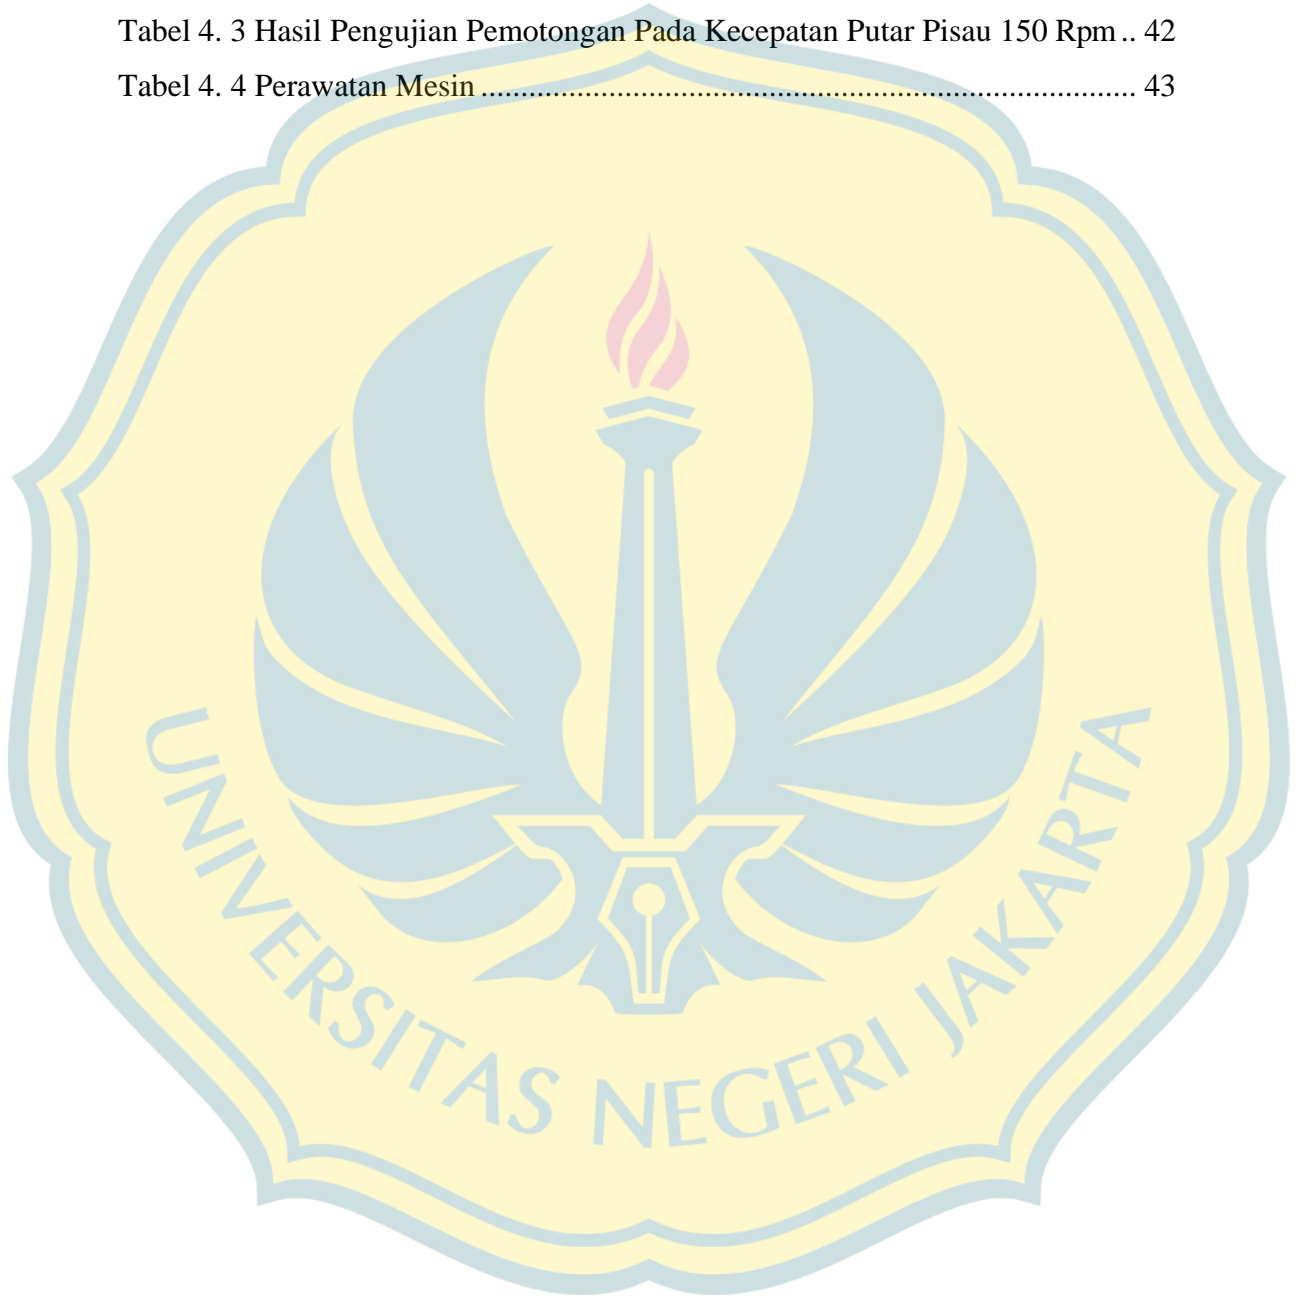 Tabel 4. 3 Hasil Pengujian Pemotongan Pada Kecepatan Putar Pisau 150 Rpm .. 42
Tabel 4. 4 Perawatan Mesin .................................................................................. 43
UNIVERSITAS NEGERI JAKARTA